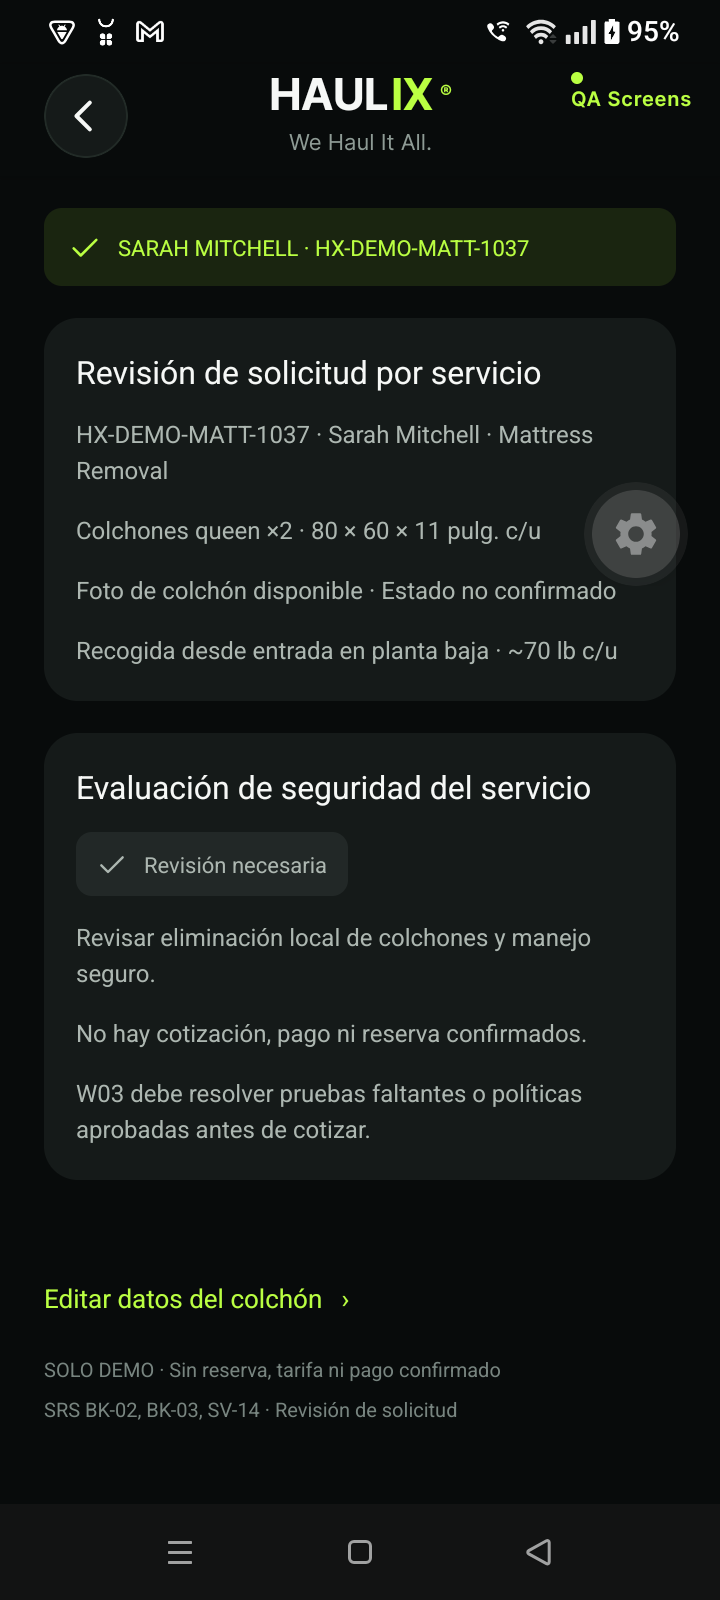 95%
HAULIX ®
QA Screens
We Haul It All.
SARAH MITCHELL · HX-DEMO-MATT-1037
Revisión de solicitud por servicio
HX-DEMO-MATT-1037 · Sarah Mitchell · Mattress
Removal
Colchones queen ×2 · 80 × 60 × 11 pulg. c/u
Foto de colchón disponible · Estado no confirmado
Recogida desde entrada en planta baja · ~70 lb c/u
Evaluación de seguridad del servicio
Revisión necesaria
Revisar eliminación local de colchones y manejo
seguro.
No hay cotización, pago ni reserva confirmados.
W03 debe resolver pruebas faltantes o políticas
aprobadas antes de cotizar.
Editar datos del colchón ›
SOLO DEMO · Sin reserva, tarifa ni pago confirmado
SRS BK-02, BK-03, SV-14 · Revisión de solicitud